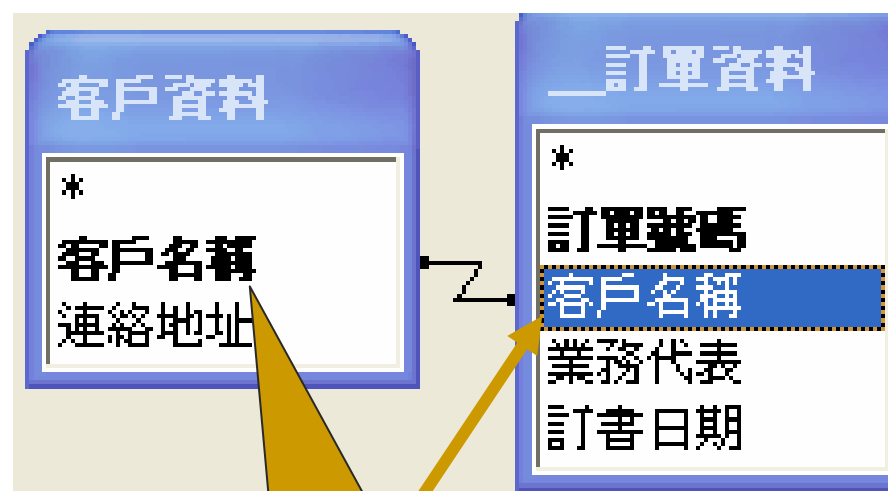 客戶資料
*
客戶名稱
連絡地址
__訂單資料
*
訂單號碼
客戶名稱
業務代表
訂書日期